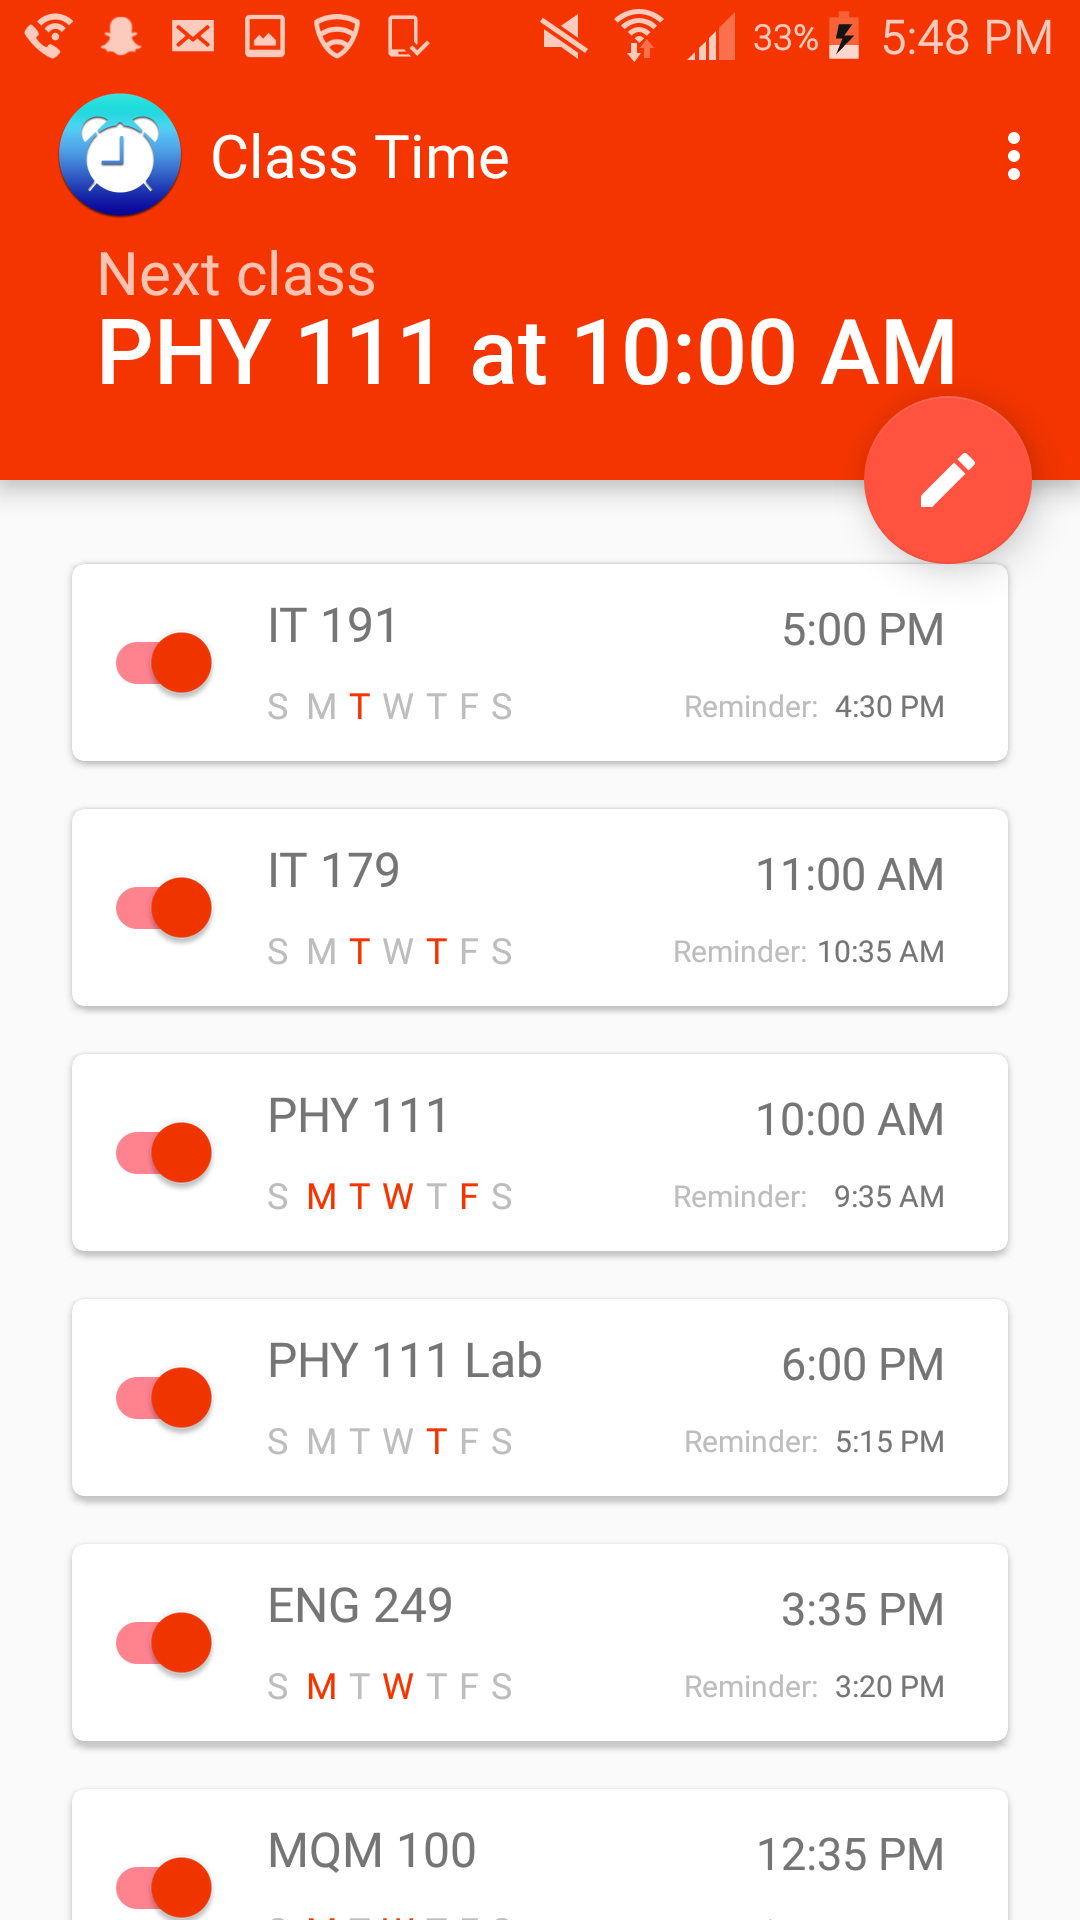 33% 5:48 PM
Class Time
Next class
PHY 111 at 10:00 AM
IT 191 5:00 PM
S M T W T F S Reminder: 4:30 PM
IT 179 11:00 AM
S M T W T F S Reminder: 10:35 AM
PHY 111 10:00 AM
S M T W T F S Reminder: 9:35 AM
PHY 111 Lab 6:00 PM
S M T W T F S Reminder: 5:15 PM
ENG 249 3:35 PM
S M T W T F S Reminder: 3:20 PM
MQM 100 12:35 PM